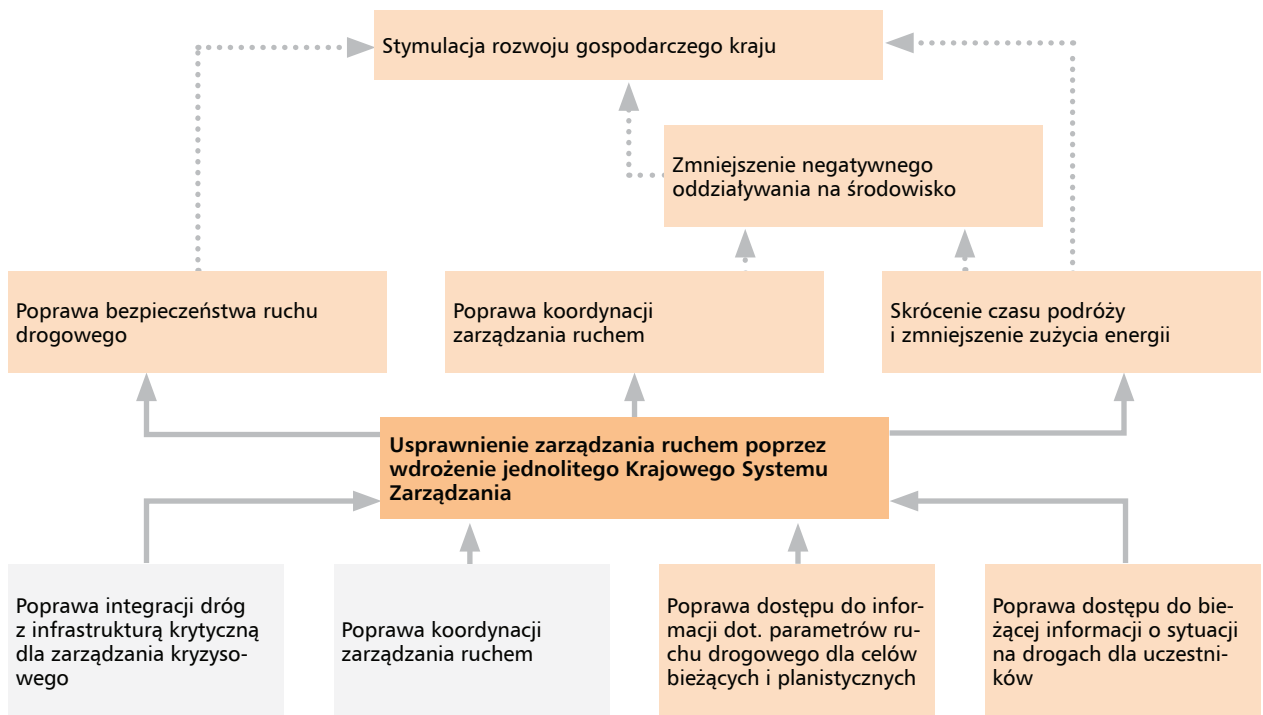 Stymulacja rozwoju gospodarczego kraju
Zmniejszenie negatywnego
oddziaływania na środowisko
Poprawa bezpieczeństwa ruchu
drogowego
Poprawa koordynacji
zarządzania ruchem
Skrócenie czasu podróży
i zmniejszenie zużycia energii
Usprawnienie zarządzania ruchem poprzez
wdrożenie jednolitego Krajowego Systemu
Zarządzania
Poprawa integracji dróg
z infrastrukturą krytyczną
dla zarządzania kryzyso-
wego
Poprawa koordynacji
zarządzania ruchem
Poprawa dostępu do infor-
macji dot. parametrów ru-
chu drogowego dla celów
bieżących i planistycznych
Poprawa dostępu do bie-
żącej informacji o sytuacji
na drogach dla uczestni-
ków